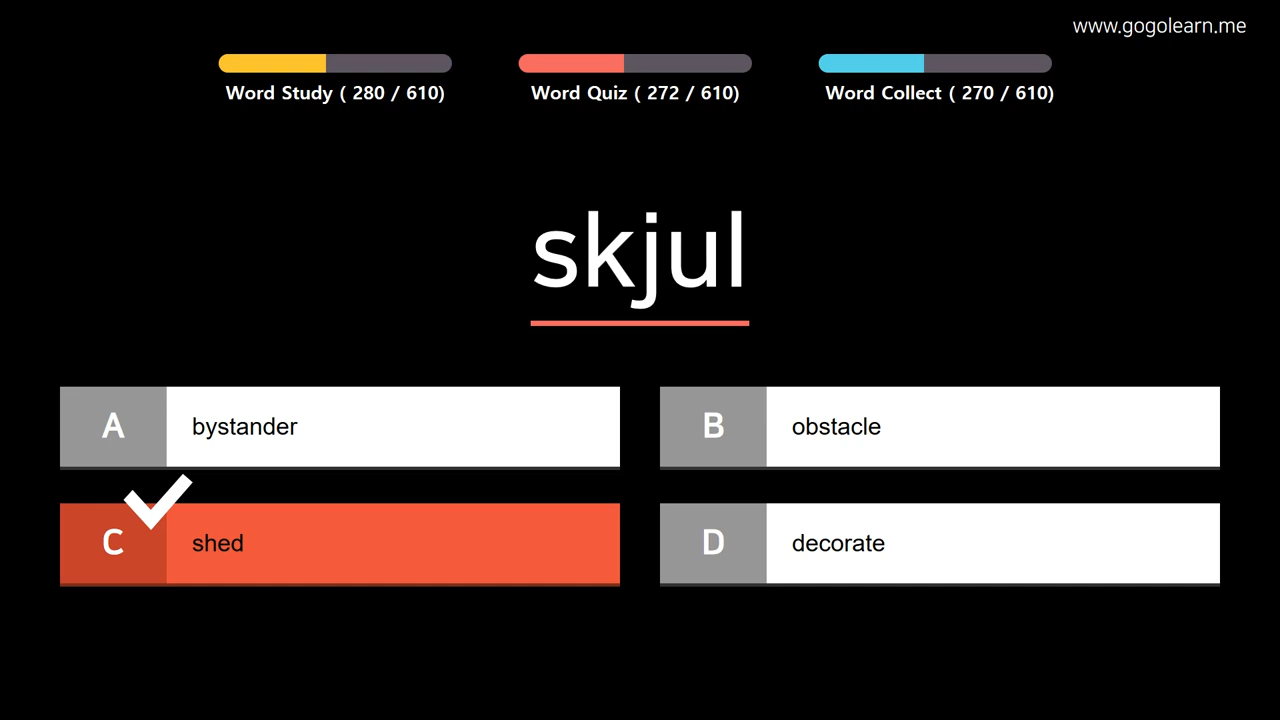 www.gogolearn.me
Word Study ( 280 / 610)
Word Quiz ( 272 / 610)
Word Collect ( 270 / 610)
skjul
A bystander
B obstacle
C shed
D decorate